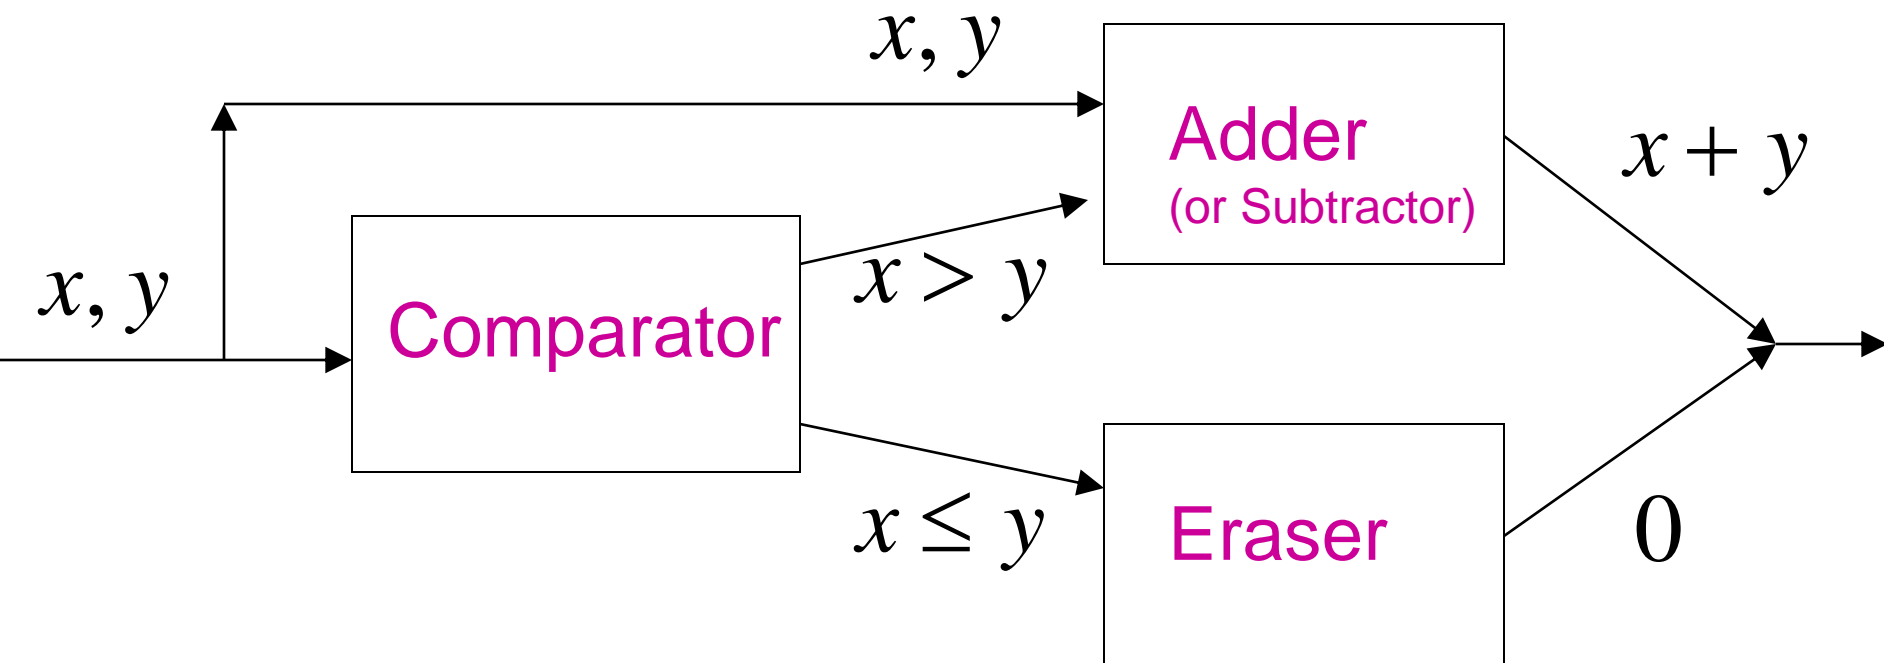 x, y
Adder
(or Subtractor)
x + y
x, y
Comparator
x > y
x ≤ y
Eraser
0